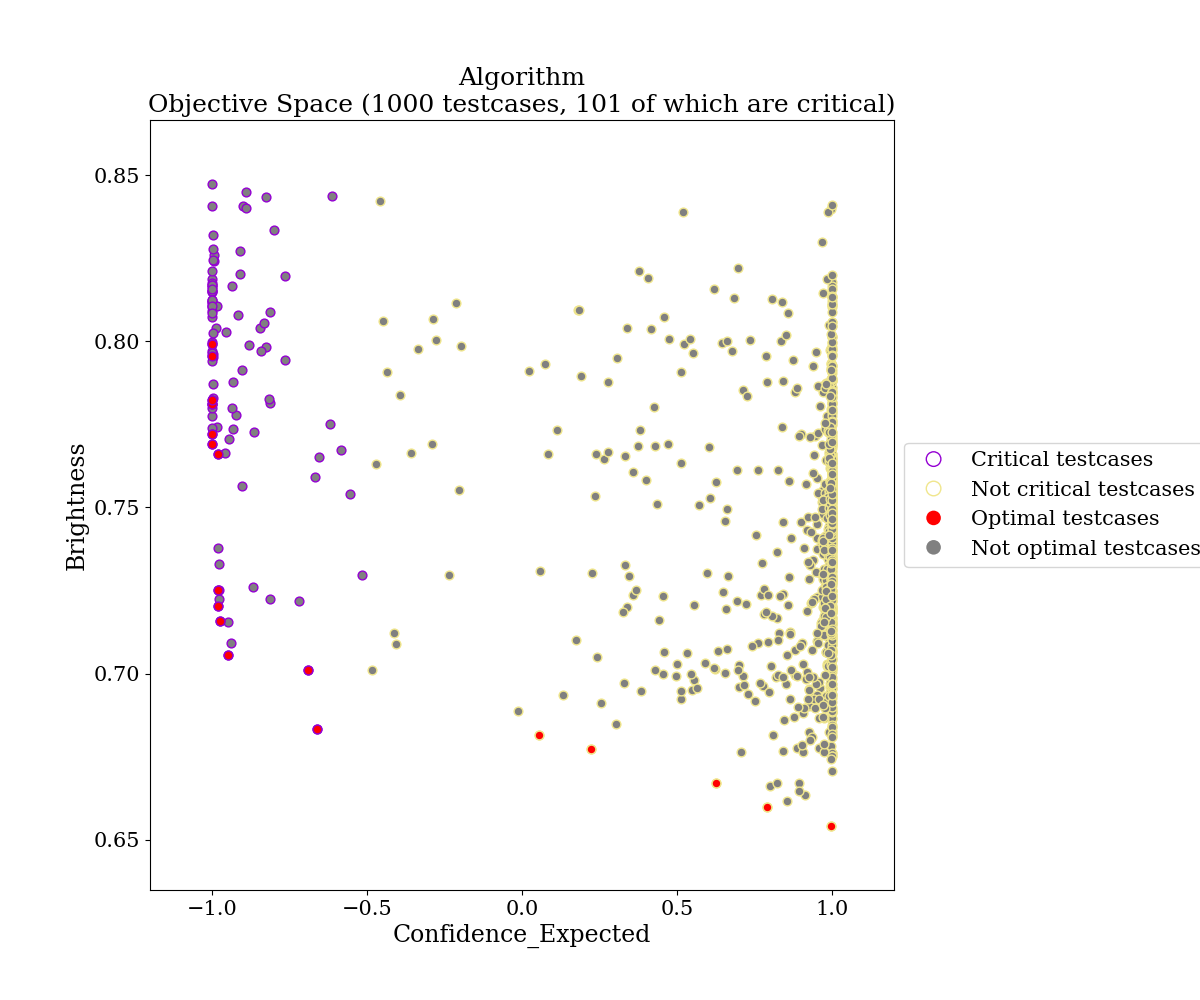 Algorithm
Objective Space (1000 testcases, 101 of which are critical)
0.85
0.80
0.75
0.70
0.65
Brightness
−1.0
−0.5
0.0
0.5
1.0
Confidence_Expected
Critical testcases
Not critical testcases
Optimal testcases
Not optimal testcases